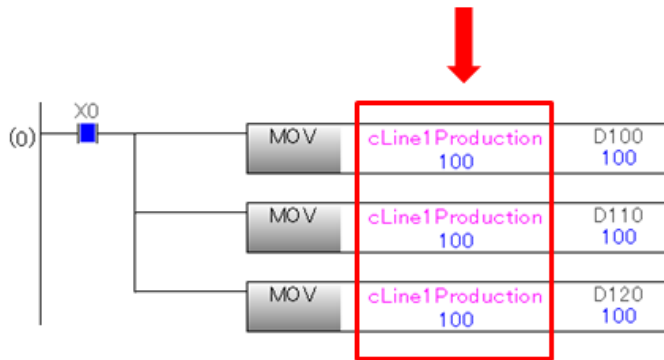 X0
(0)
MOV cLine1Production D100
100 100
MOV cLine1Production D110
100 100
MOV cLine1Production D120
100 100